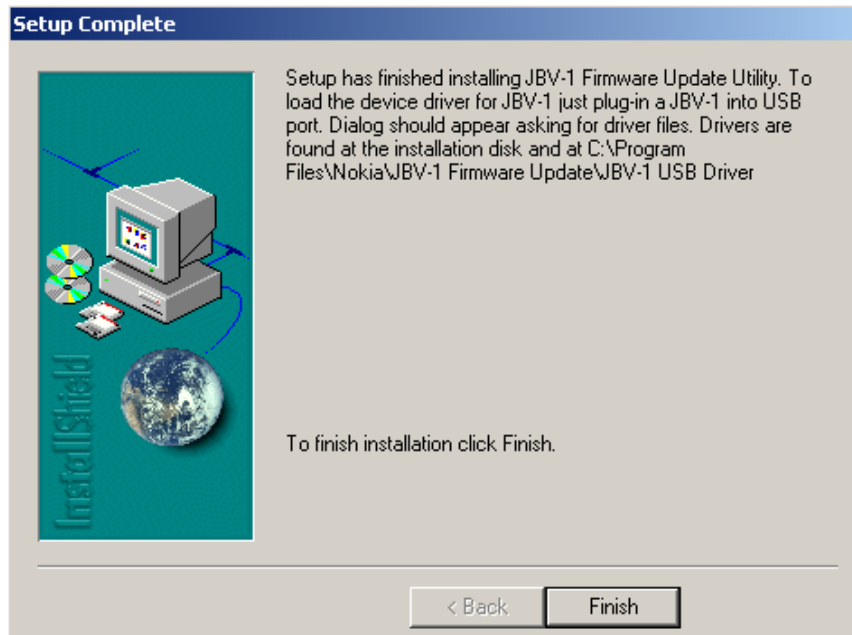 Setup Complete
Setup has finished installing JBV-1 Firmware Update Utility. To
load the device driver for JBV-1 just plug-in a JBV-1 into USB
port. Dialog should appear asking for driver files. Drivers are
found at the installation disk and at C:\Program
Files\Nokia\JBV-1 Firmware Update\JBV-1 USB Driver
InstallShield
To finish installation click Finish.
< Back
Finish